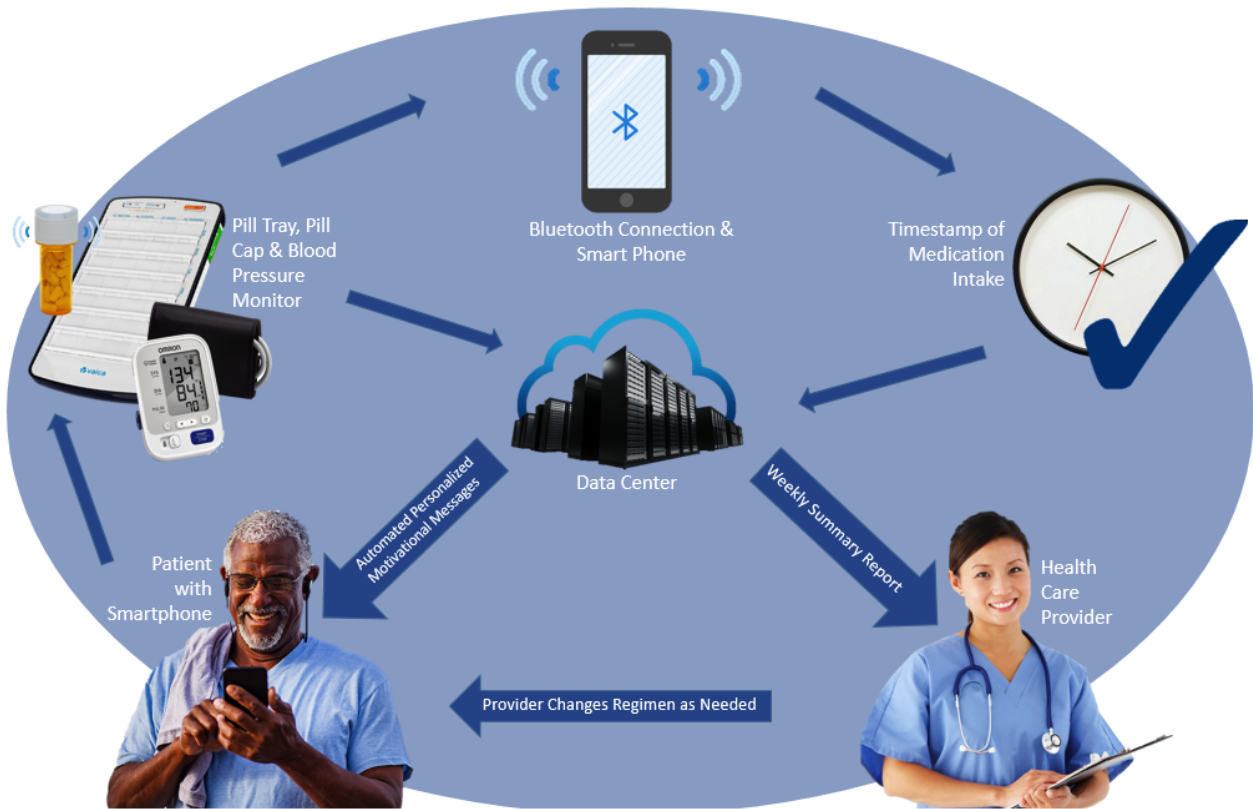 Bluetooth Connection &
Smart Phone
Pill Tray, Pill
Cap & Blood
Pressure
Monitor
Timestamp of
Medication
Intake
vaica
OMRON
134
84
70
Data Center
Automated Personalized
Motivational Messages
Weekly Summary Report
Patient
with
Smartphone
Health
Care
Provider
Provider Changes Regimen as Needed